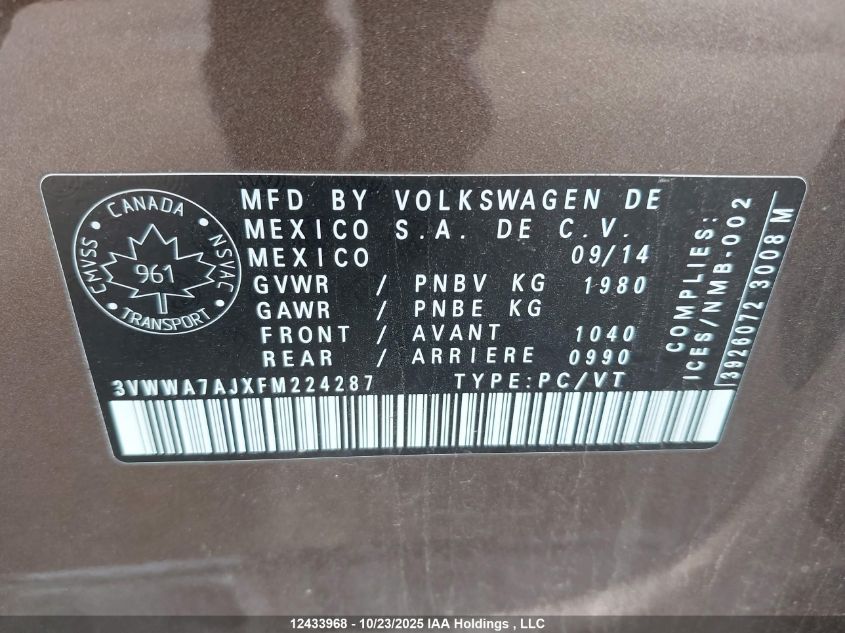 CANADA
CMVSS
NSVAC
961
TRANSPORT
MFD BY VOLKSWAGEN DE
MEXICO S.A. DE C.V.
MEXICO 09/14
GVWR / PNBV KG 1980
GAWR / PNBE KG
FRONT / AVANT 1040
REAR / ARRIERE 0990
3VWWA7AJXFM224287 TYPE:PC/VT
COMPLIES:
ICES/NMB-002
3926072 3008 M
12433968 - 10/23/2025 IAA Holdings , LLC